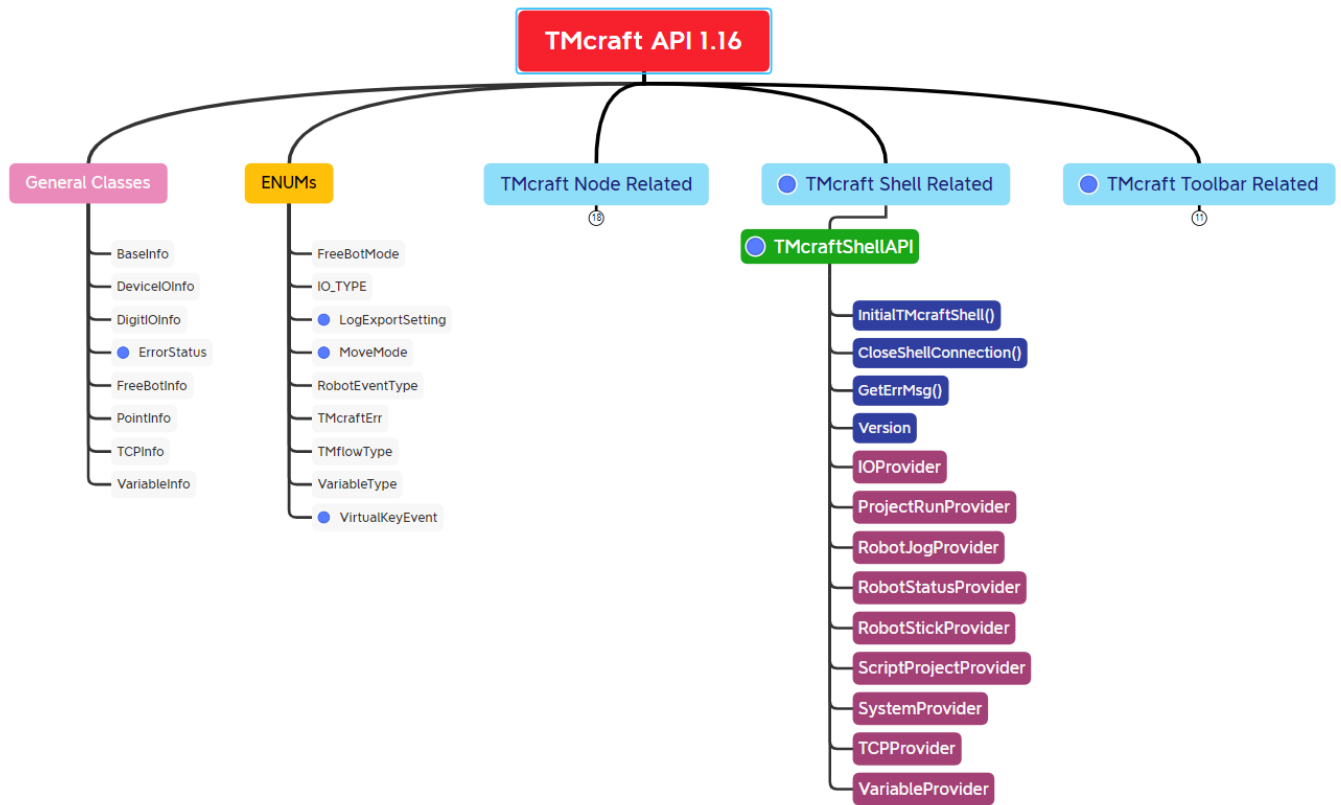 TMcraft API 1.16
General Classes
BaseInfo
DeviceIOInfo
DigitIOInfo
ErrorStatus
FreeBotInfo
PointInfo
TCPInfo
VariableInfo
ENUMs
FreeBotMode
IO_TYPE
LogExportSetting
MoveMode
RobotEventType
TMcraftErr
TMflowType
VariableType
VirtualKeyEvent
TMcraft Node Related
18
TMcraft Shell Related
TMcraftShellAPI
InitialTMcraftShell()
CloseShellConnection()
GetErrMsg()
Version
IOProvider
ProjectRunProvider
RobotJogProvider
RobotStatusProvider
RobotStickProvider
ScriptProjectProvider
SystemProvider
TCPProvider
VariableProvider
TMcraft Toolbar Related
11